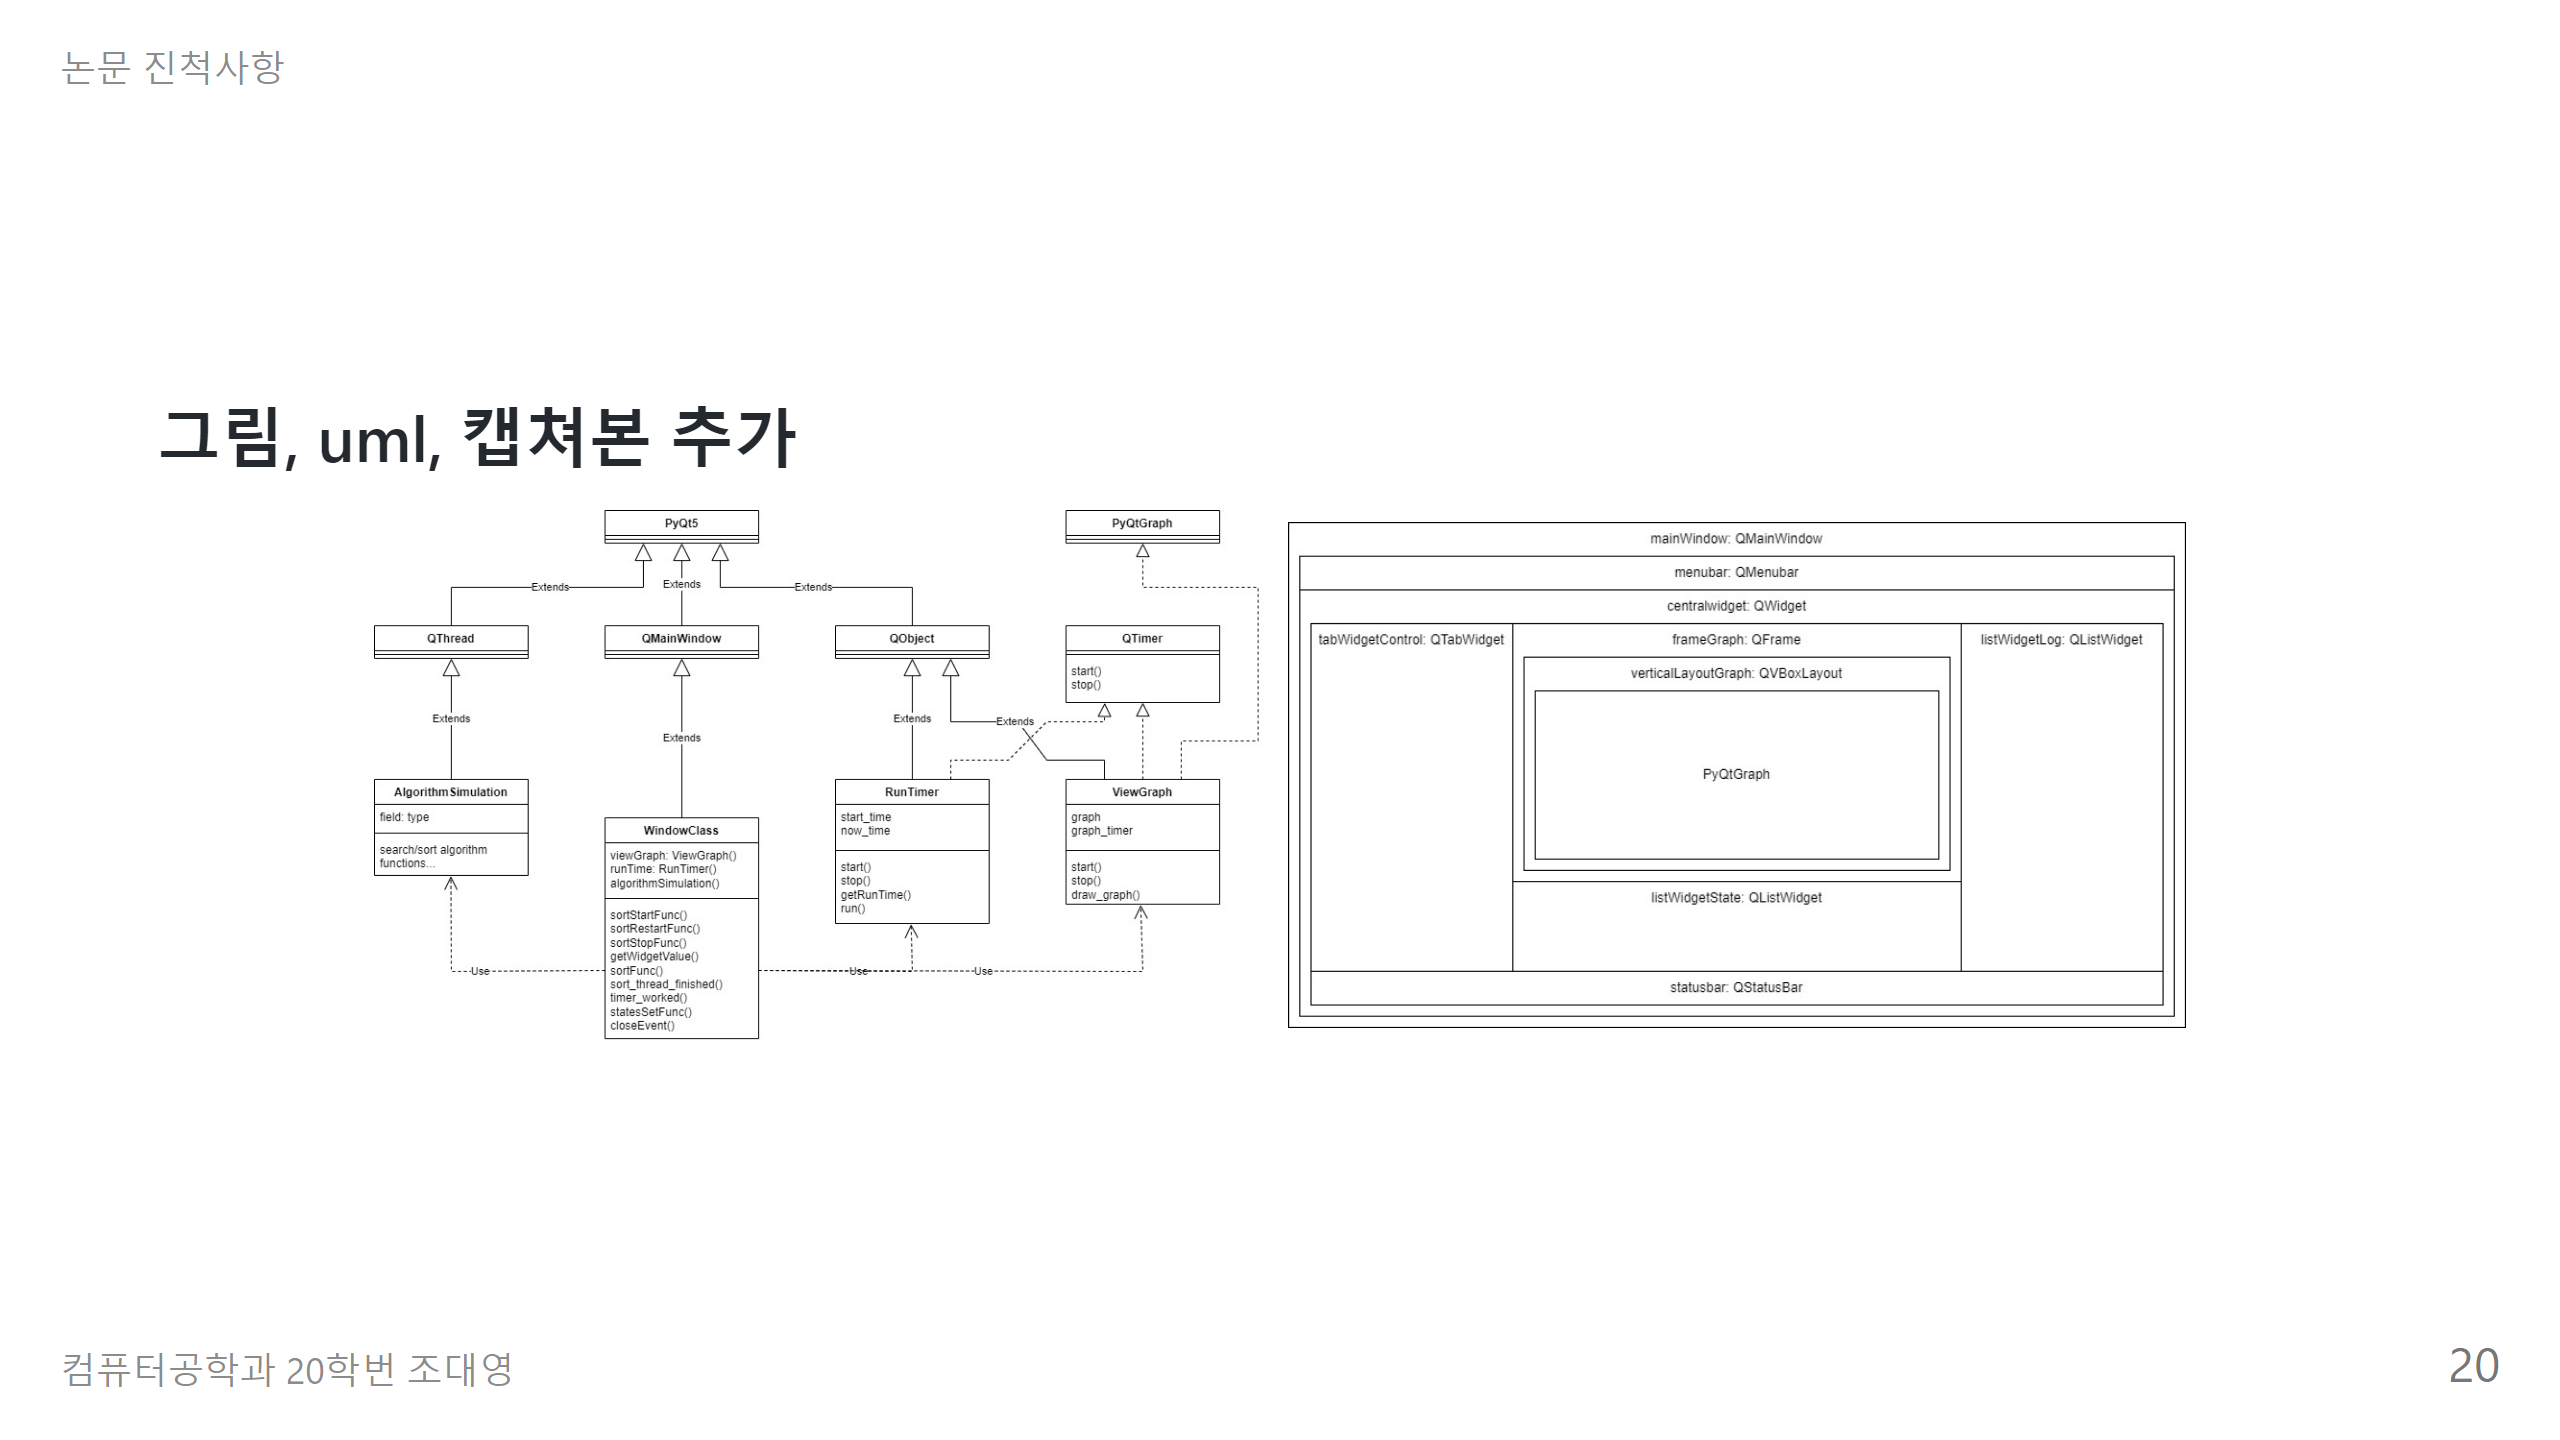 논문 진척사항
그림, uml, 캡쳐본 추가
PyQt5
PyQtGraph
Extends
Extends
Extends
QThread
QMainWindow
QObject
QTimer
start()
stop()
Extends
Extends
Extends
Extends
AlgorithmSimulation
field: type
search/sort algorithm
functions...
WindowClass
viewGraph: ViewGraph()
runTime: RunTimer()
algorithmSimulation()
sortStartFunc()
sortRestartFunc()
sortStopFunc()
getWidgetValue()
sortFunc()
sort_thread_finished()
timer_worked()
statesSetFunc()
closeEvent()
RunTimer
start_time
now_time
start()
stop()
getRunTime()
run()
ViewGraph
graph
graph_timer
start()
stop()
draw_graph()
Use
Use
Use
mainWindow: QMainWindow
menubar: QMenubar
centralwidget: QWidget
tabWidgetControl: QTabWidget
frameGraph: QFrame
verticalLayoutGraph: QVBoxLayout
PyQtGraph
listWidgetState: QListWidget
listWidgetLog: QListWidget
statusbar: QStatusBar
컴퓨터공학과 20학번 조대영
20